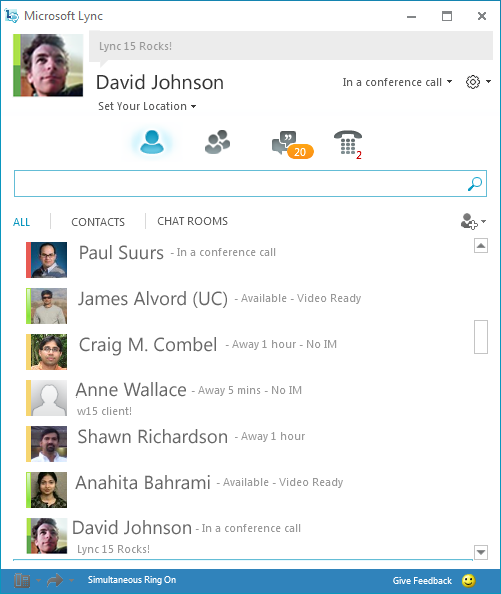 Microsoft Lync
Lync 15 Rocks!
David Johnson
In a conference call
Set Your Location
20
2
ALL
CONTACTS
CHAT ROOMS
Paul Suurs - In a conference call
James Alvord (UC) - Available - Video Ready
Craig M. Combel - Away 1 hour - No IM
Anne Wallace - Away 5 mins - No IM
w15 client!
Shawn Richardson - Away 1 hour
Anahita Bahrami - Available - Video Ready
David Johnson - In a conference call
Lync 15 Rocks!
Simultaneous Ring On
Give Feedback